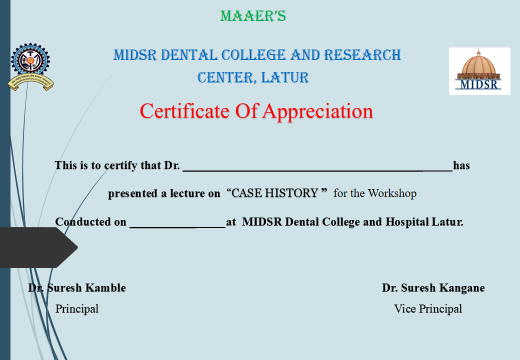 MAAER'S
MIDSR DENTAL COLLEGE AND RESEARCH
CENTER, LATUR
MIDSR
Certificate Of Appreciation
This is to certify that Dr. ________________________________________has
presented a lecture on “CASE HISTORY ” for the Workshop
Conducted on ________________at MIDSR Dental College and Hospital Latur.
Dr. Suresh Kamble
Principal
Dr. Suresh Kangane
Vice Principal